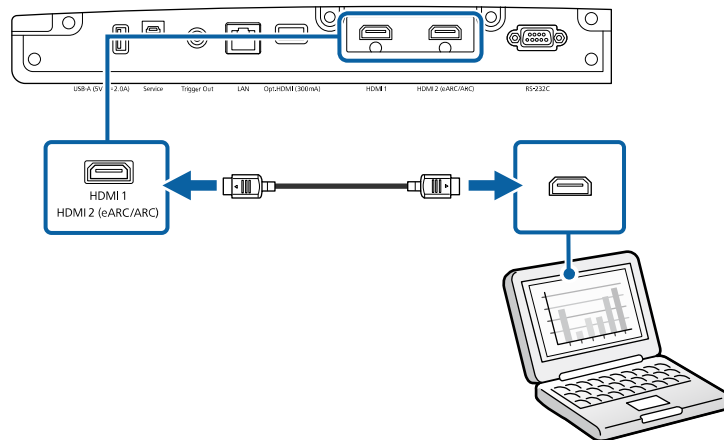 USB-A (5V 2.0A)
Service
Trigger Out
LAN
Opt.HDMI (300mA)
HDMI 1
HDMI 2 (eARC/ARC)
RS-232C
HDMI 1
HDMI 2 (eARC/ARC)